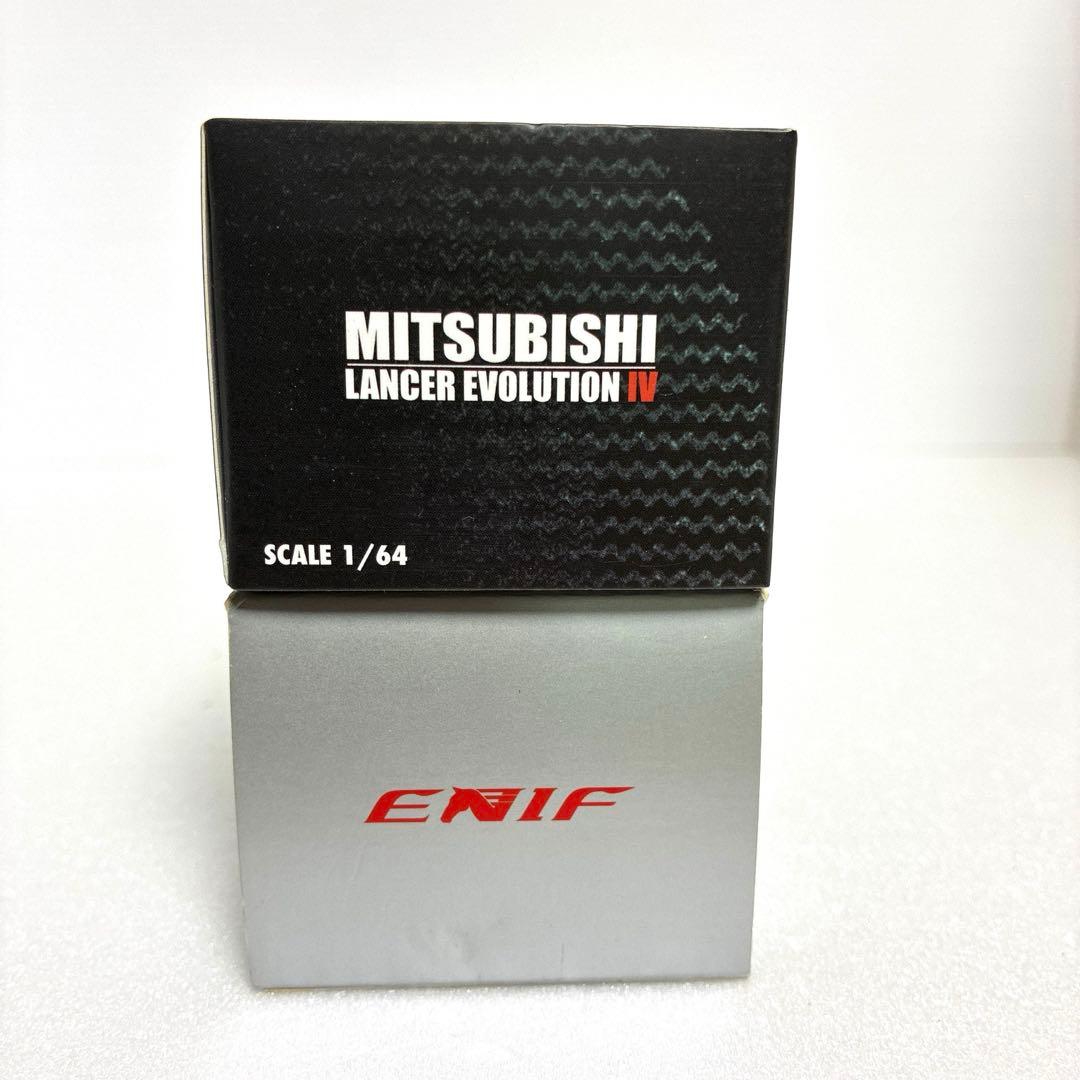 MITSUBISHI
LANCER EVOLUTION IV
SCALE 1/64
ENIF